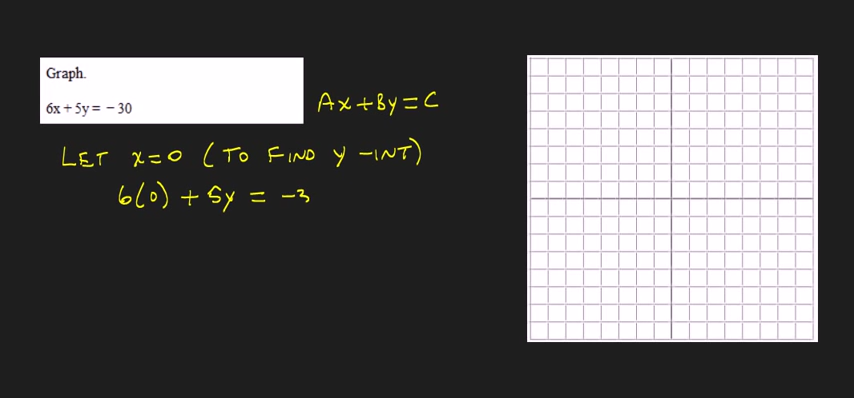 Graph.
6x + 5y = − 30
Ax + By = C
LET x = 0 (TO FIND Y - INT)
6(0) + 5y = -3